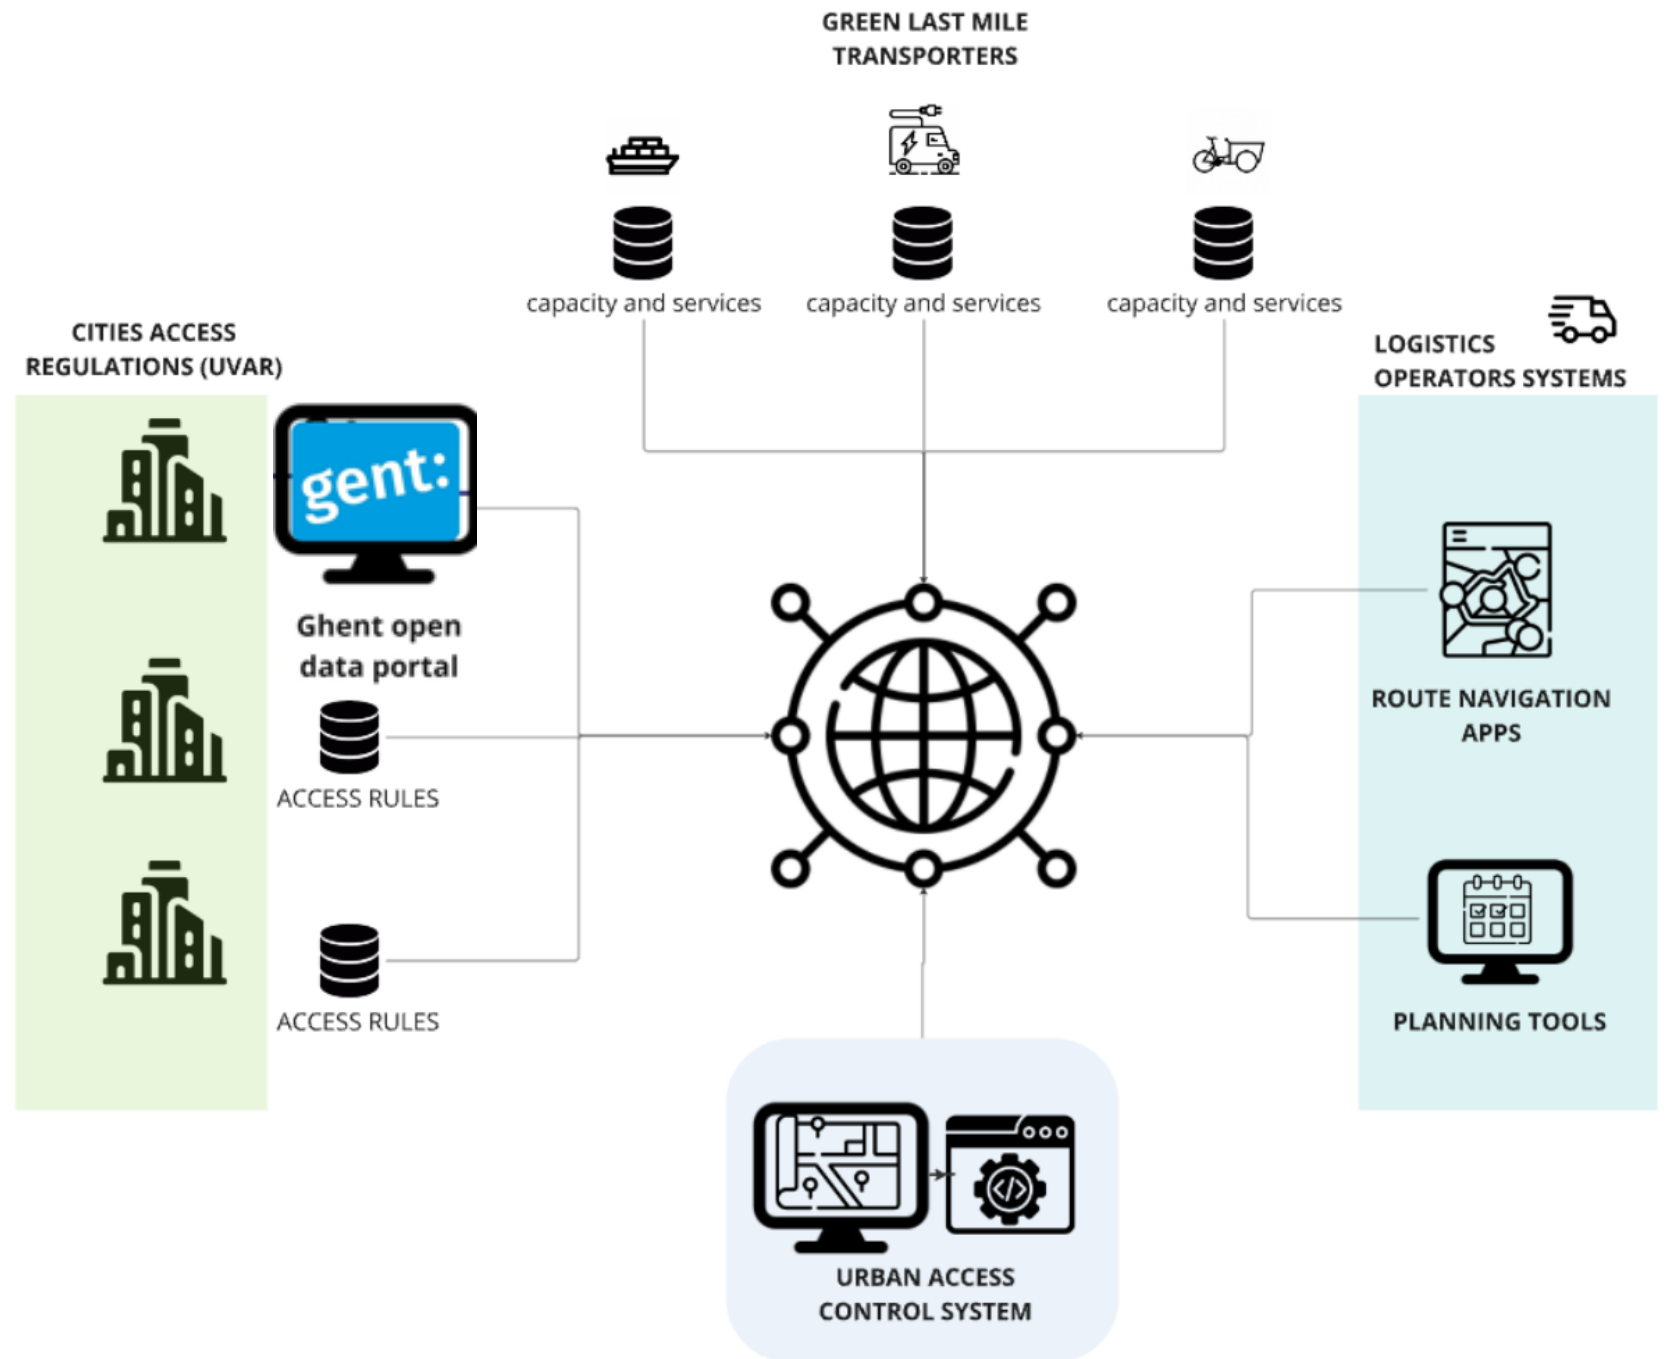 GREEN LAST MILE
TRANSPORTERS
capacity and services
capacity and services
capacity and services
CITIES ACCESS
REGULATIONS (UVAR)
LOGISTICS
OPERATORS SYSTEMS
gent:
Ghent open
data portal
ACCESS RULES
ACCESS RULES
ROUTE NAVIGATION
APPS
PLANNING TOOLS
URBAN ACCESS
CONTROL SYSTEM